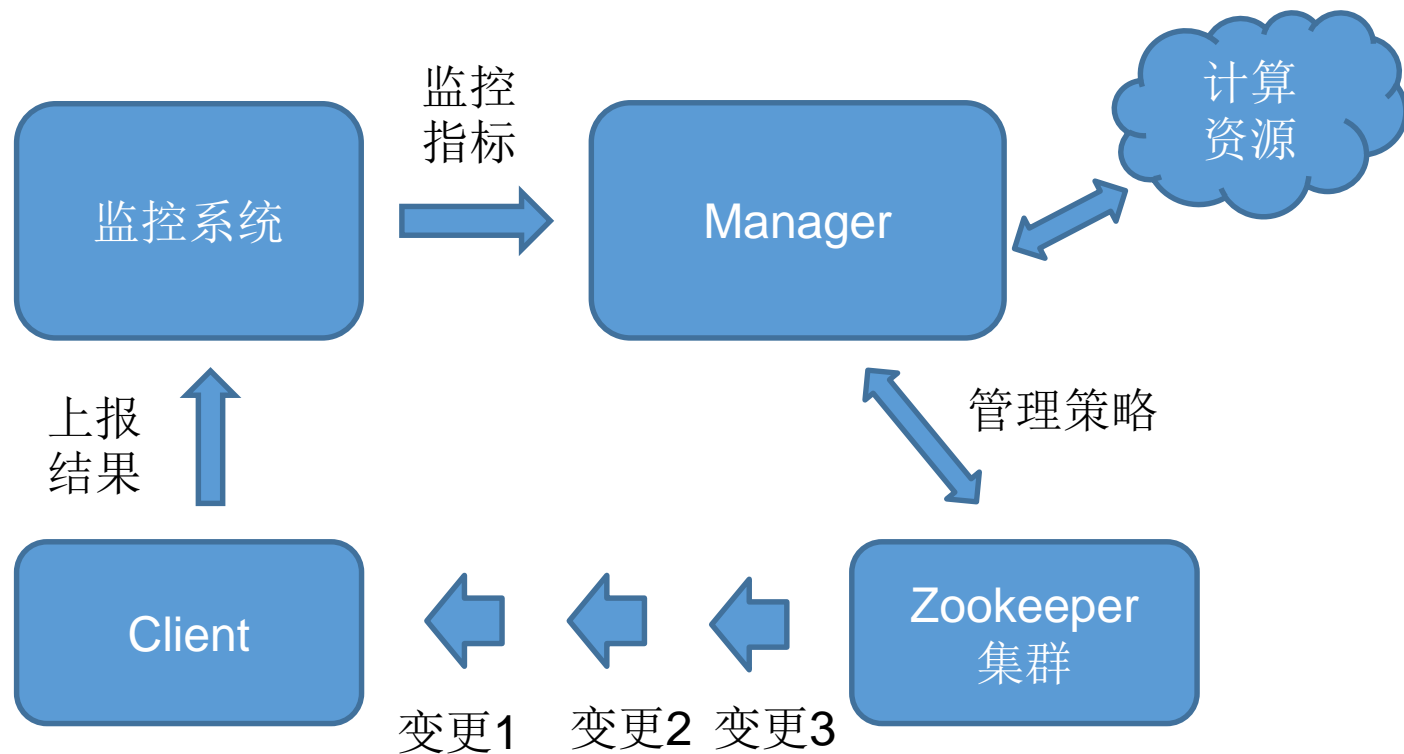 监控
指标
计算
资源
监控系统
Manager
上报
结果
管理策略
Client
Zookeeper
集群
变更1
变更2
变更3